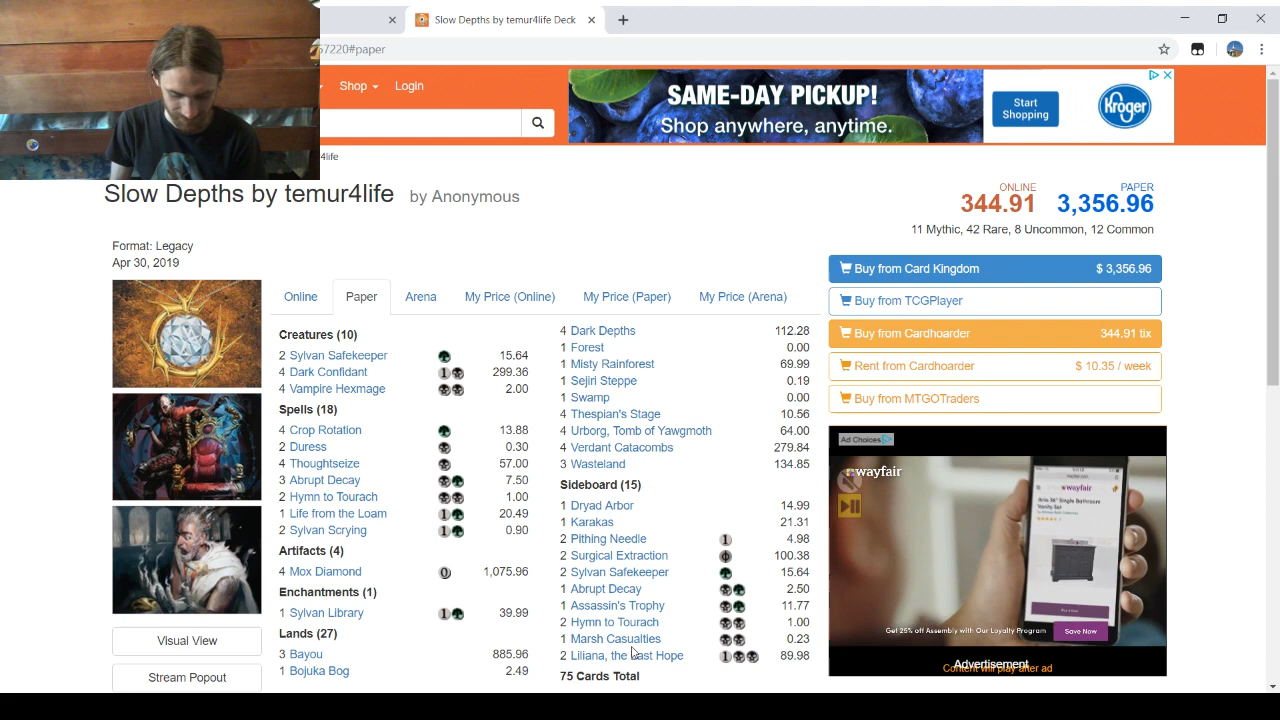 Slow Depths by temur4life Deck
57220#paper
Shop
Login
SAME-DAY PICKUP!
Shop anywhere, anytime.
Start
Shopping
Kroger
4life
Slow Depths by temur4life by Anonymous
ONLINE
344.91
PAPER
3,356.96
11 Mythic, 42 Rare, 8 Uncommon, 12 Common
Format: Legacy
Apr 30, 2019
Online Paper Arena My Price (Online) My Price (Paper) My Price (Arena)
Creatures (10)
2 Sylvan Safekeeper 15.64
4 Dark Confidant 1 299.36
4 Vampire Hexmage 2.00
Spells (18)
4 Crop Rotation 13.88
2 Duress 0.30
4 Thoughtseize 57.00
3 Abrupt Decay 7.50
2 Hymn to Tourach 1.00
1 Life from the Loam 1 20.49
2 Sylvan Scrying 1 0.90
Artifacts (4)
4 Mox Diamond 0 1,075.96
Enchantments (1)
1 Sylvan Library 1 39.99
Lands (27)
3 Bayou 885.96
1 Bojuka Bog 2.49
4 Dark Depths 112.28
1 Forest 0.00
1 Misty Rainforest 69.99
1 Sejiri Steppe 0.19
1 Swamp 0.00
4 Thespian's Stage 10.56
4 Urborg, Tomb of Yawgmoth 64.00
4 Verdant Catacombs 279.84
3 Wasteland 134.85
Sideboard (15)
1 Dryad Arbor 14.99
1 Karakas 21.31
2 Pithing Needle 1 4.98
2 Surgical Extraction 100.38
2 Sylvan Safekeeper 15.64
1 Abrupt Decay 2.50
1 Assassin's Trophy 11.77
2 Hymn to Tourach 1.00
1 Marsh Casualties 0.23
2 Liliana, the Last Hope 1 89.98
75 Cards Total
Buy from Card Kingdom $ 3,356.96
Buy from TCGPlayer
Buy from Cardhoarder 344.91 tix
Rent from Cardhoarder $ 10.35 / week
Buy from MTGOTraders
Visual View
Stream Popout
Ad Choices
wayfair
wayfair
Get 25% off Assembly with Our Loyalty Program
Save Now
Advertisement
Content will play after ad